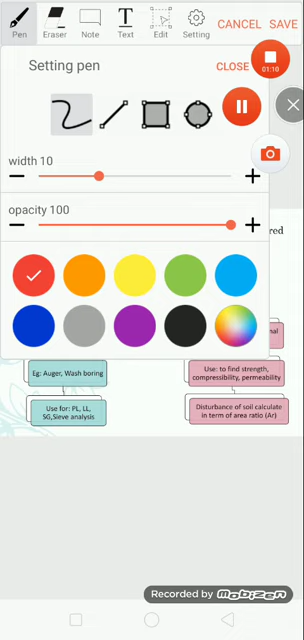 Pen Eraser Note Text Edit Setting CANCEL SAVE
Setting pen CLOSE
01:10
width 10
opacity 100
red
nal
Eg: Auger, Wash boring
Use: to find strength,
compressibility, permeability
Use for: PL, LL,
SG,Sieve analysis
Disturbance of soil calculate
in term of area ratio (Ar)
Recorded by Mobizen